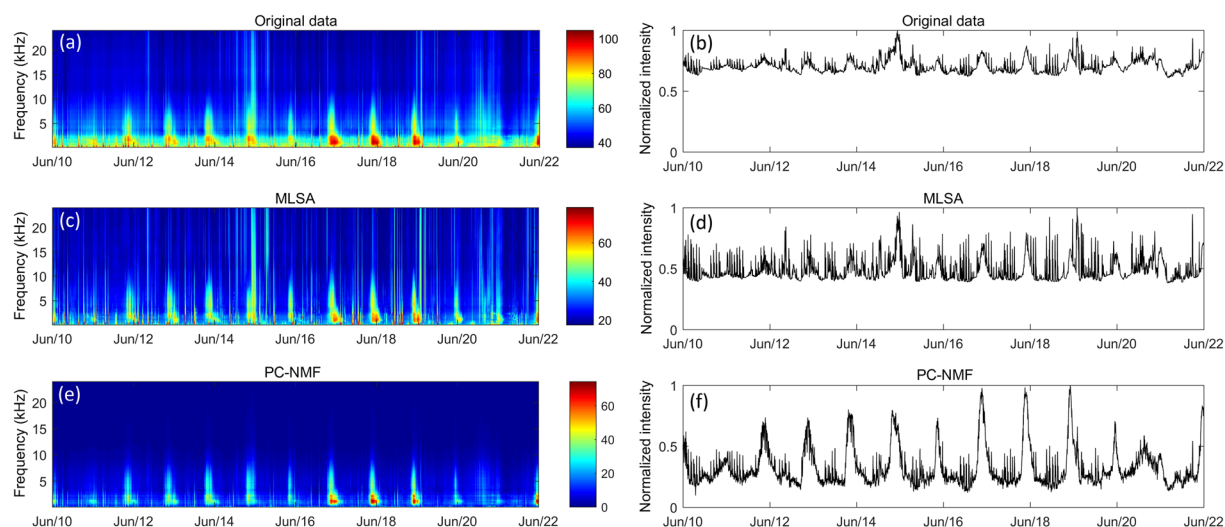 Original data
(a)
Frequency (kHz)
20
15
10
5
Jun/10 Jun/12 Jun/14 Jun/16 Jun/18 Jun/20 Jun/22
100
80
60
40
Original data
(b)
Normalized intensity
1
0.5
0
Jun/10 Jun/12 Jun/14 Jun/16 Jun/18 Jun/20 Jun/22
MLSA
(c)
Frequency (kHz)
20
15
10
5
Jun/10 Jun/12 Jun/14 Jun/16 Jun/18 Jun/20 Jun/22
60
40
20
MLSA
(d)
Normalized intensity
1
0.5
0
Jun/10 Jun/12 Jun/14 Jun/16 Jun/18 Jun/20 Jun/22
PC-NMF
(e)
Frequency (kHz)
20
15
10
5
Jun/10 Jun/12 Jun/14 Jun/16 Jun/18 Jun/20 Jun/22
60
40
20
0
PC-NMF
(f)
Normalized intensity
1
0.5
0
Jun/10 Jun/12 Jun/14 Jun/16 Jun/18 Jun/20 Jun/22